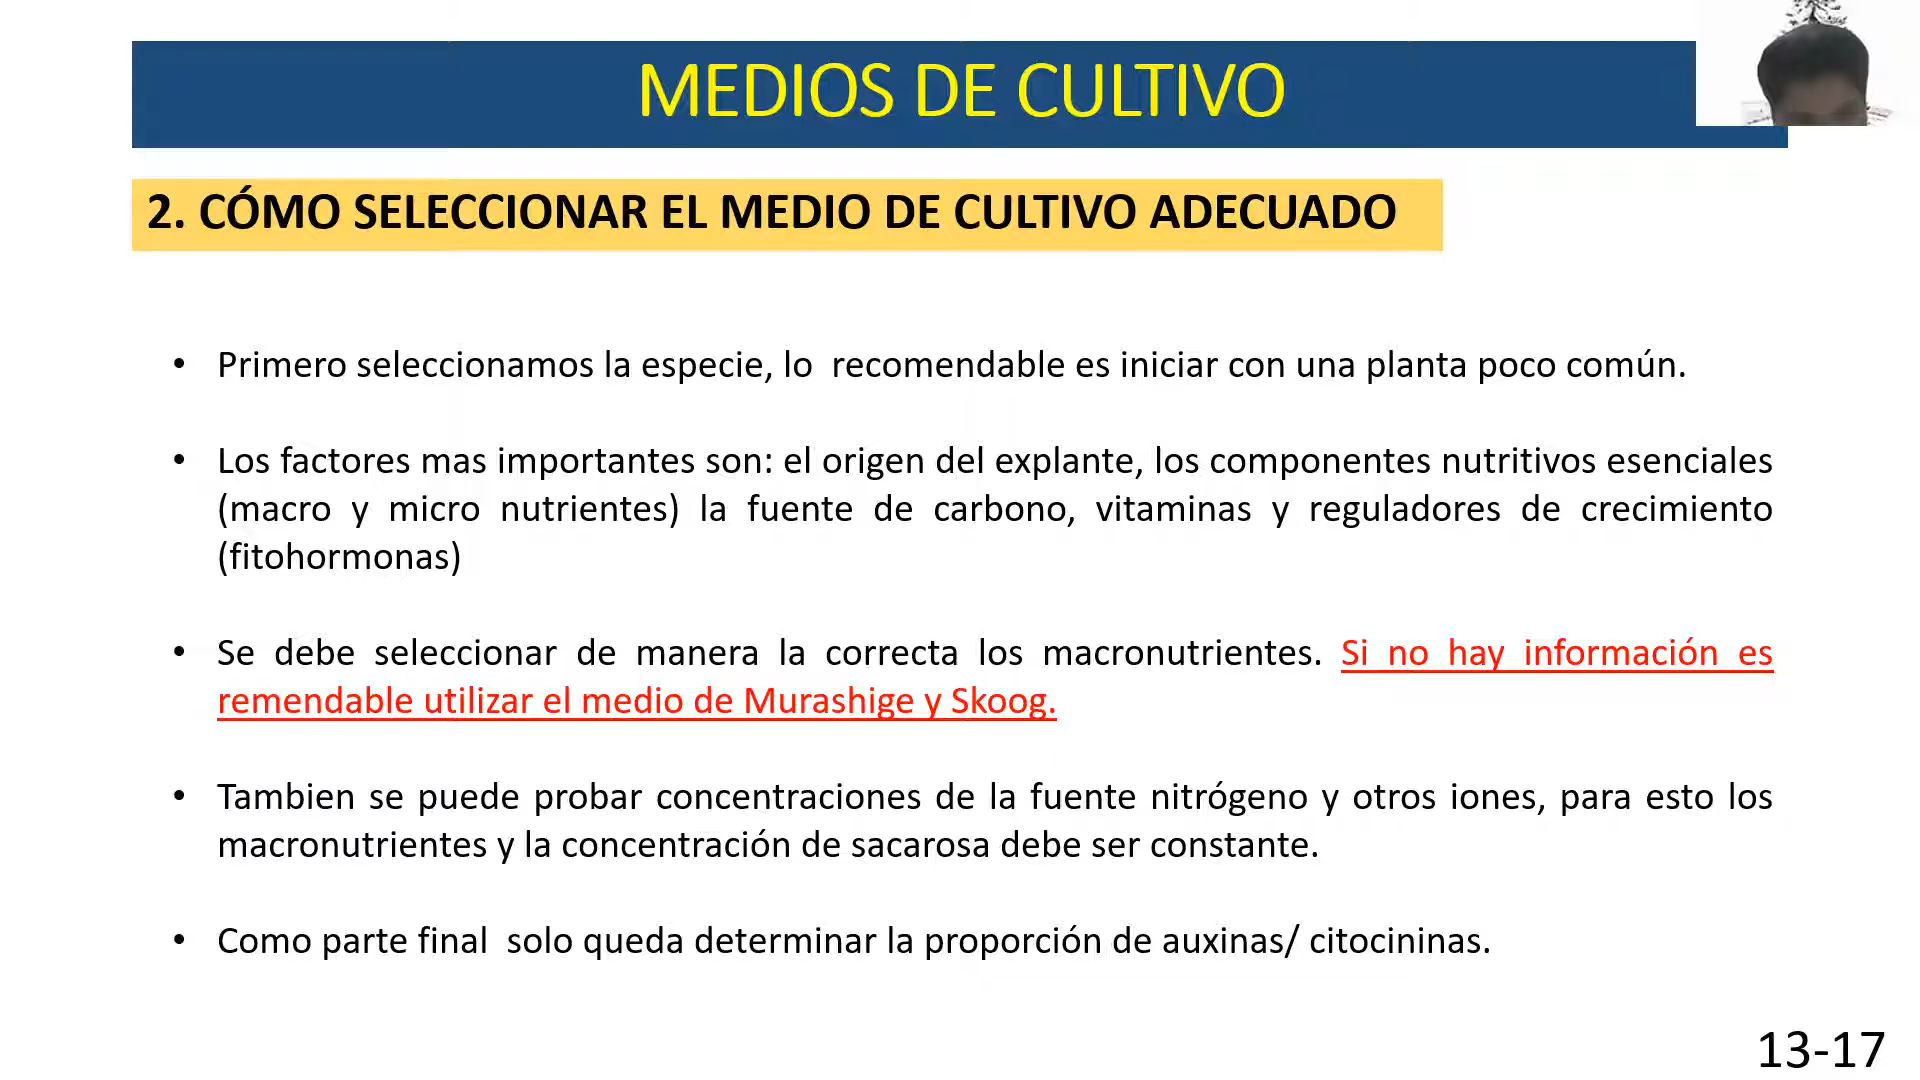 MEDIOS DE CULTIVO
2. CÓMO SELECCIONAR EL MEDIO DE CULTIVO ADECUADO
• Primero seleccionamos la especie, lo recomendable es iniciar con una planta poco común.
• Los factores mas importantes son: el origen del explante, los componentes nutritivos esenciales
(macro y micro nutrientes) la fuente de carbono, vitaminas y reguladores de crecimiento
(fitohormonas)
• Se debe seleccionar de manera la correcta los macronutrientes. Si no hay información es
remendable utilizar el medio de Murashige y Skoog.
• Tambien se puede probar concentraciones de la fuente nitrógeno y otros iones, para esto los
macronutrientes y la concentración de sacarosa debe ser constante.
• Como parte final solo queda determinar la proporción de auxinas/ citocininas.
13-17